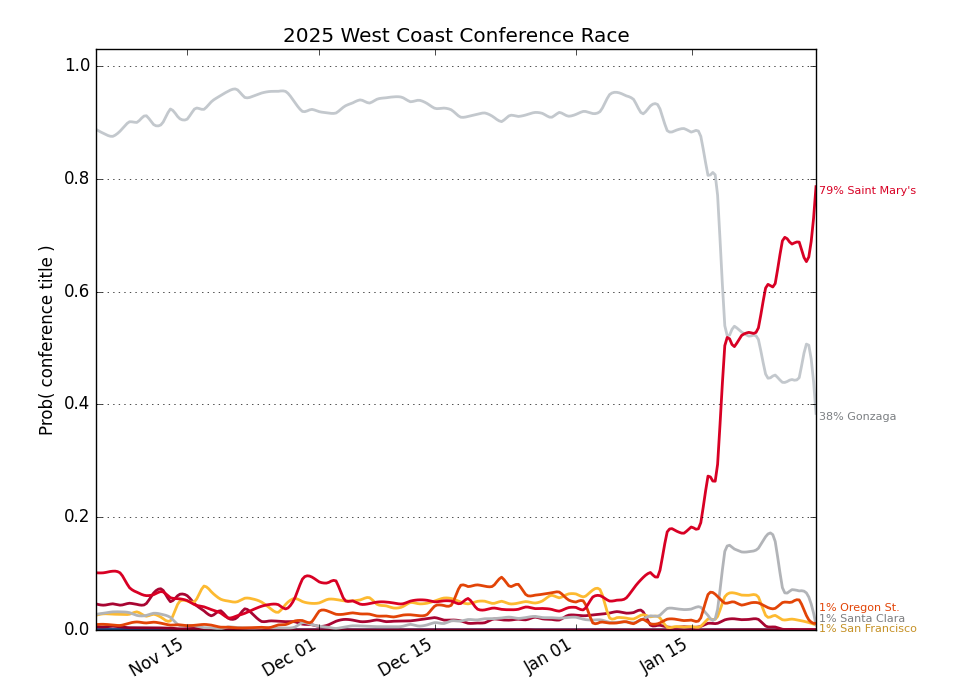 2025 West Coast Conference Race
1.0
0.8
0.6
0.4
0.2
0.0
Prob( conference title )
79% Saint Mary's
38% Gonzaga
1% Oregon St.
1% Santa Clara
1% San Francisco
Nov 15
Dec 01
Dec 15
Jan 01
Jan 15